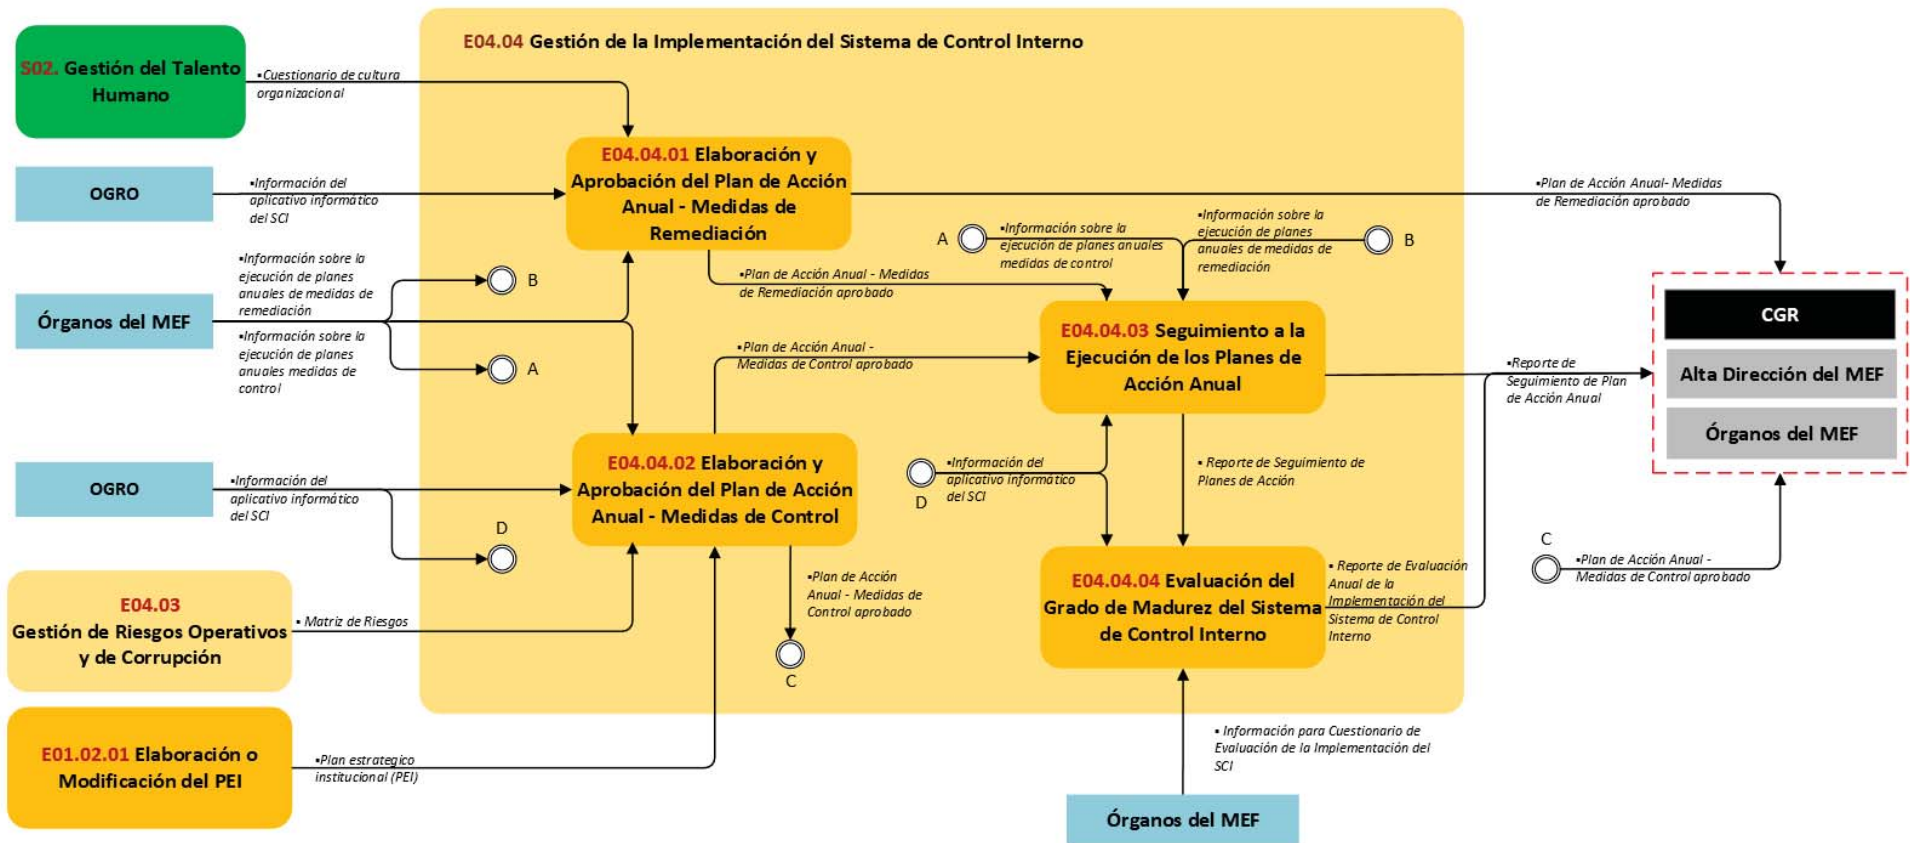 E04.04 Gestión de la Implementación del Sistema de Control Interno
S02. Gestión del Talento
Humano
▪Cuestionario de cultura
organizacional
OGRO
▪Información del
aplicativo informático
del SCI
E04.04.01 Elaboración y
Aprobación del Plan de Acción
Anual - Medidas de
Remediación
▪Plan de Acción Anual- Medidas
de Remediación aprobado
Órganos del MEF
▪Información sobre la
ejecución de planes
anuales de medidas de
remediación
▪Información sobre la
ejecución de planes
anuales medidas de
control
B
A
▪Plan de Acción Anual - Medidas
de Remediación aprobado
A
▪Información sobre la
ejecución de planes anuales
medidas de control
▪Información sobre la
ejecución de planes
anuales de medidas de
remediación
B
▪Plan de Acción Anual -
Medidas de Control aprobado
E04.04.03 Seguimiento a la
Ejecución de los Planes de
Acción Anual
▪Reporte de
Seguimiento de Plan
de Acción Anual
CGR
Alta Dirección del MEF
Órganos del MEF
OGRO
▪Información del
aplicativo informático
del SCI
D
E04.04.02 Elaboración y
Aprobación del Plan de Acción
Anual - Medidas de Control
D
▪Información del
aplicativo informático
del SCI
▪ Reporte de Seguimiento de
Planes de Acción
C
▪Plan de Acción Anual -
Medidas de Control aprobado
E04.03
Gestión de Riesgos Operativos
y de Corrupción
▪ Matriz de Riesgos
▪Plan de Acción
Anual - Medidas de
Control aprobado
C
E04.04.04 Evaluación del
Grado de Madurez del Sistema
de Control Interno
▪ Reporte de Evaluación
Anual de la
Implementación del
Sistema de Control
Interno
E01.02.01 Elaboración o
Modificación del PEI
▪Plan estrategico
institucional (PEI)
▪ Información para Cuestionario de
Evaluación de la Implementación del
SCI
Órganos del MEF